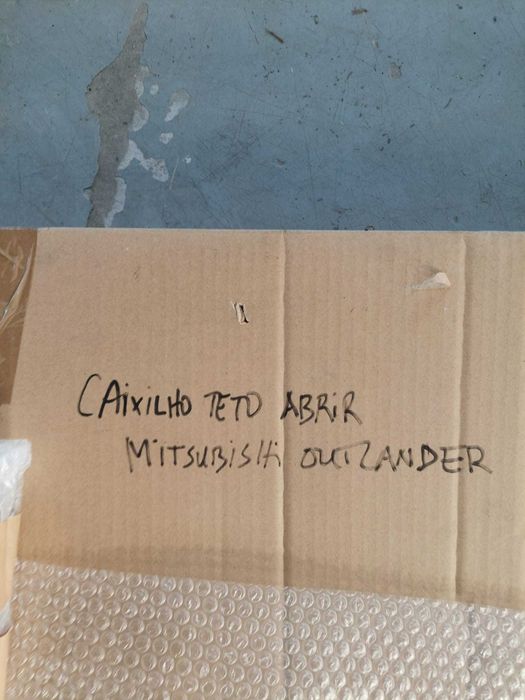 CAIXILHO TETO ABRIR
MITSUBISHI OUTLANDER